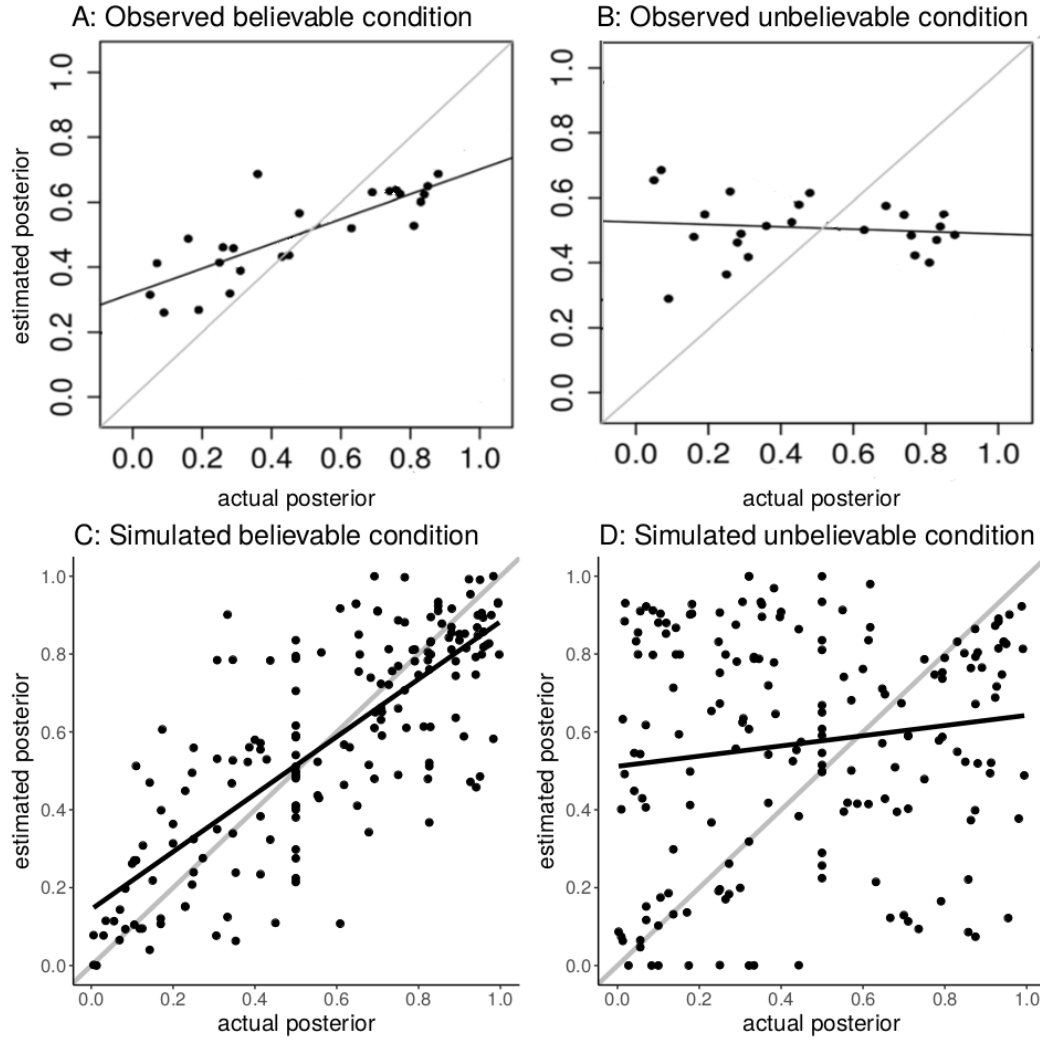 A: Observed believable condition
B: Observed unbelievable condition
estimated posterior
1.0
0.8
0.6
0.4
0.2
0.0
0.0 0.2 0.4 0.6 0.8 1.0
actual posterior
1.0
0.8
0.6
0.4
0.2
0.0
0.0 0.2 0.4 0.6 0.8 1.0
actual posterior
C: Simulated believable condition
D: Simulated unbelievable condition
estimated posterior
1.0
0.8
0.6
0.4
0.2
0.0
0.0 0.2 0.4 0.6 0.8 1.0
actual posterior
estimated posterior
1.0
0.8
0.6
0.4
0.2
0.0
0.0 0.2 0.4 0.6 0.8 1.0
actual posterior